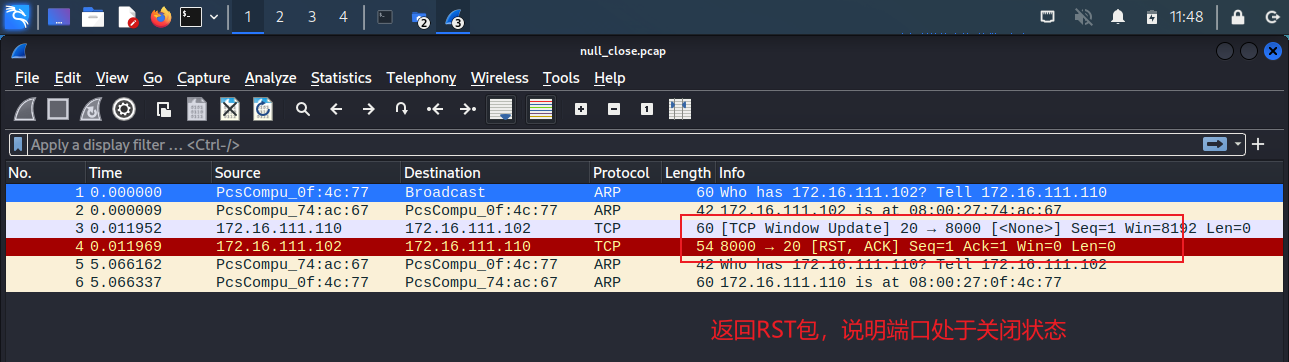 1 2 3 4 2 3 11:48
null_close.pcap
File Edit View Go Capture Analyze Statistics Telephony Wireless Tools Help
Apply a display filter … <Ctrl-/>
No. Time Source Destination Protocol Length Info
1 0.000000 PcsCompu_0f:4c:77 Broadcast ARP 60 Who has 172.16.111.102? Tell 172.16.111.110
2 0.000009 PcsCompu_74:ac:67 PcsCompu_0f:4c:77 ARP 42 172.16.111.102 is at 08:00:27:74:ac:67
3 0.011952 172.16.111.110 172.16.111.102 TCP 60 [TCP Window Update] 20 → 8000 [<None>] Seq=1 Win=8192 Len=0
4 0.011969 172.16.111.102 172.16.111.110 TCP 54 8000 → 20 [RST, ACK] Seq=1 Ack=1 Win=0 Len=0
5 5.066162 PcsCompu_74:ac:67 PcsCompu_0f:4c:77 ARP 42 Who has 172.16.111.110? Tell 172.16.111.102
6 5.066337 PcsCompu_0f:4c:77 PcsCompu_74:ac:67 ARP 60 172.16.111.110 is at 08:00:27:0f:4c:77
返回RST包，说明端口处于关闭状态